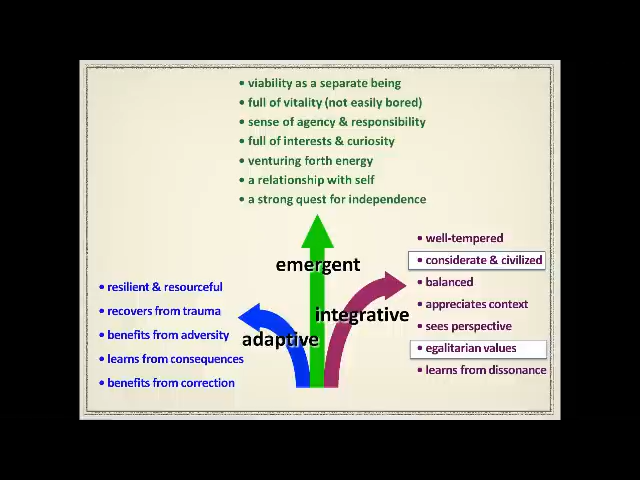 • viability as a separate being
• full of vitality (not easily bored)
• sense of agency & responsibility
• full of interests & curiosity
• venturing forth energy
• a relationship with self
• a strong quest for independence
emergent
integrative
adaptive
• resilient & resourceful
• recovers from trauma
• benefits from adversity
• learns from consequences
• benefits from correction
• well-tempered
• considerate & civilized
• balanced
• appreciates context
• sees perspective
• egalitarian values
• learns from dissonance